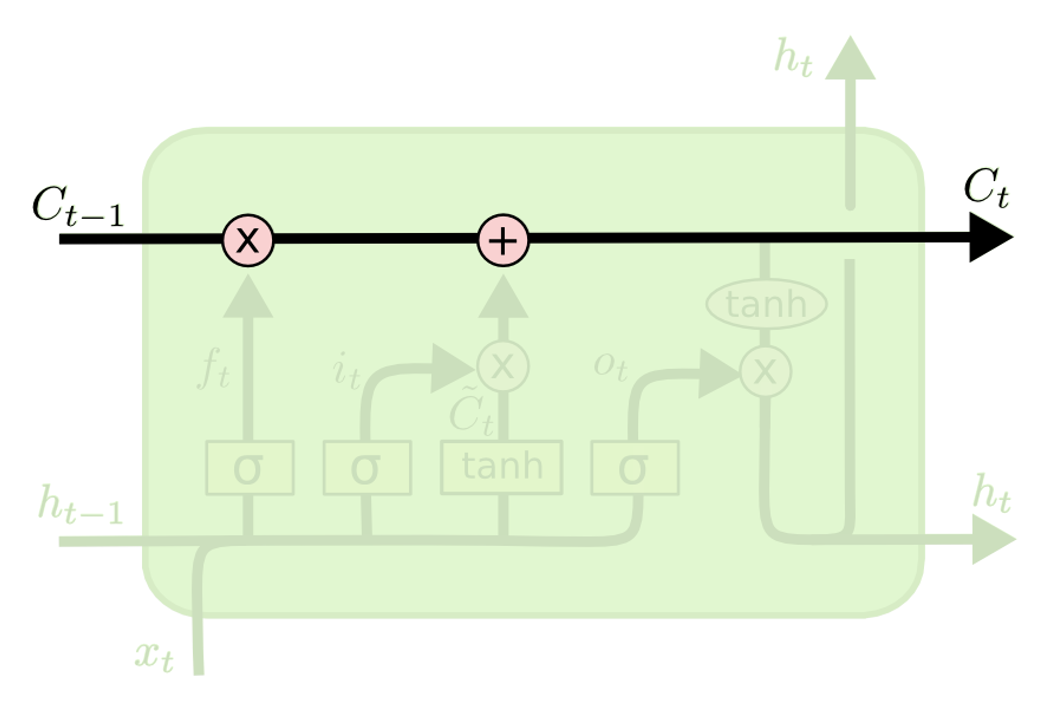 h_t
C_{t-1}
C_t
x
+
tanh
f_t
i_t
x
o_t
x
C̃_t
σ
σ
tanh
σ
h_{t-1}
h_t
x_t